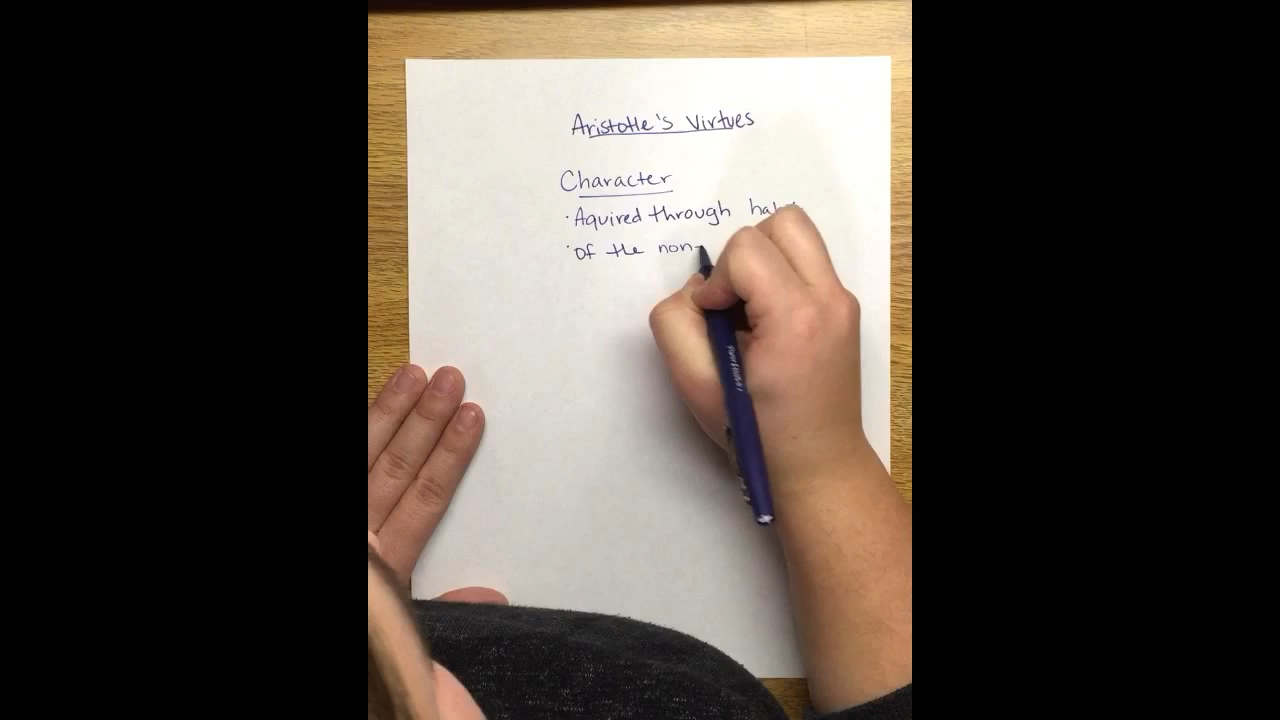 Aristotle's Virtues
Character
· Aquired through
· of the non-